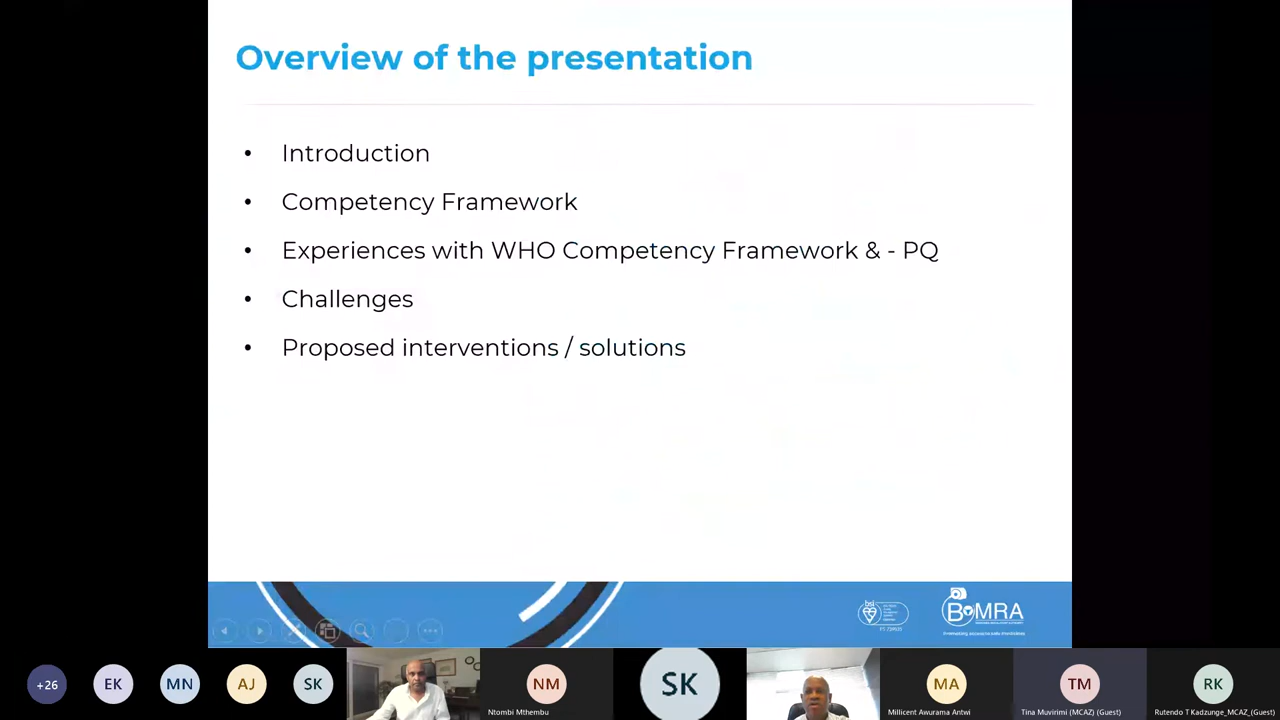 Overview of the presentation
• Introduction
• Competency Framework
• Experiences with WHO Competency Framework & - PQ
• Challenges
• Proposed interventions / solutions
bsi
BoMRA
+26
EK
MN
AJ
SK
NM
Ntombi Mthembu
SK
MA
Millicent Awurama Antwi
TM
Tina Muvirimi (MCAZ) (Guest)
RK
Rutendo T Kadzunge_MCAZ_(Guest)